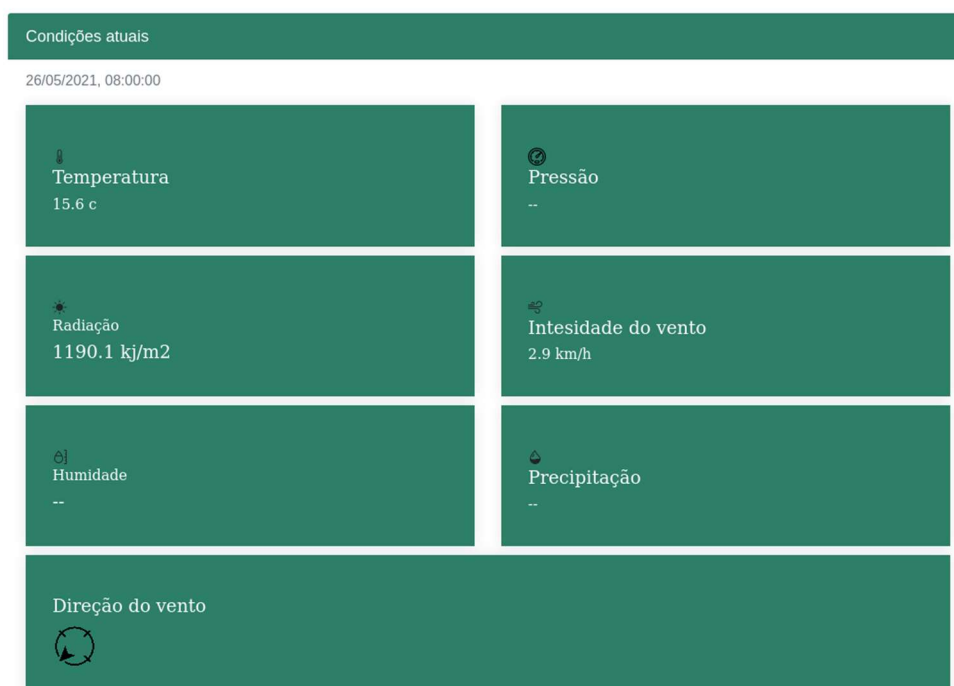 Condições atuais
26/05/2021, 08:00:00
Temperatura
15.6 c
Pressão
--
Radiação
1190.1 kj/m2
Intesidade do vento
2.9 km/h
Humidade
--
Precipitação
--
Direção do vento